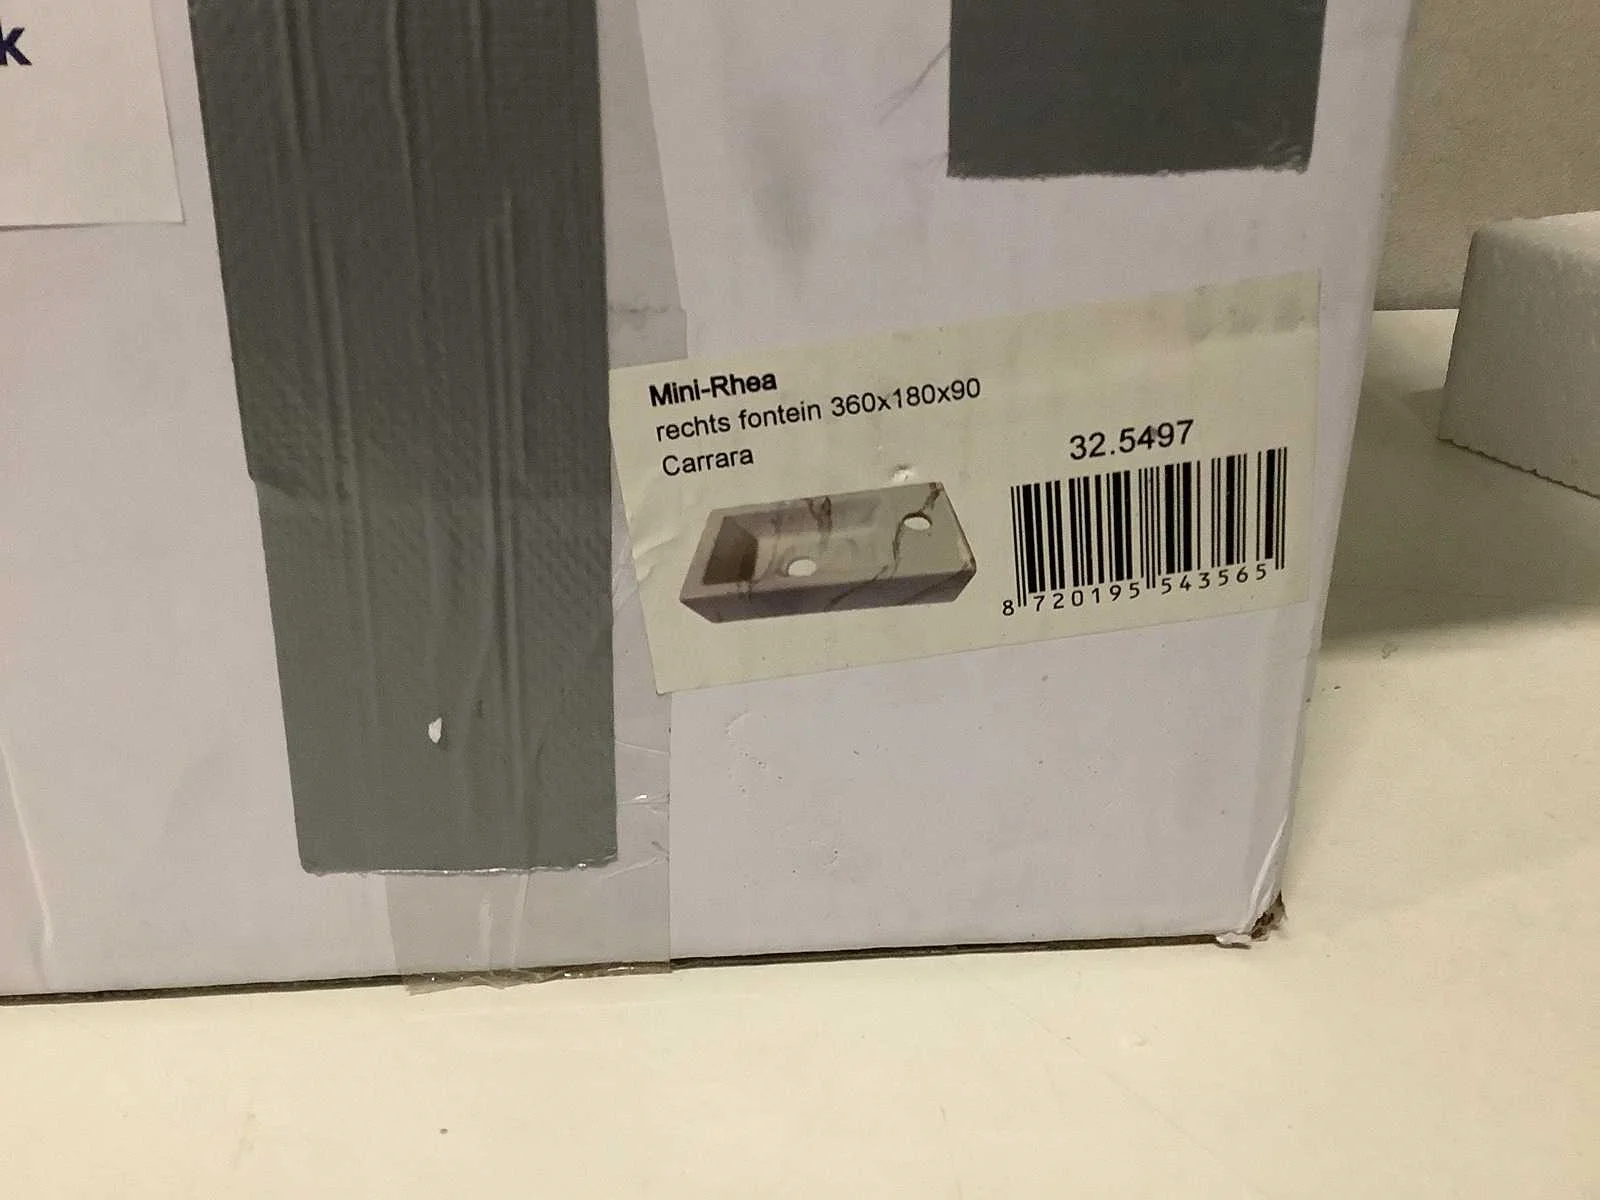 k
Mini-Rhea
rechts fontein 360x180x90
Carrara
32.5497
8 720195 543565